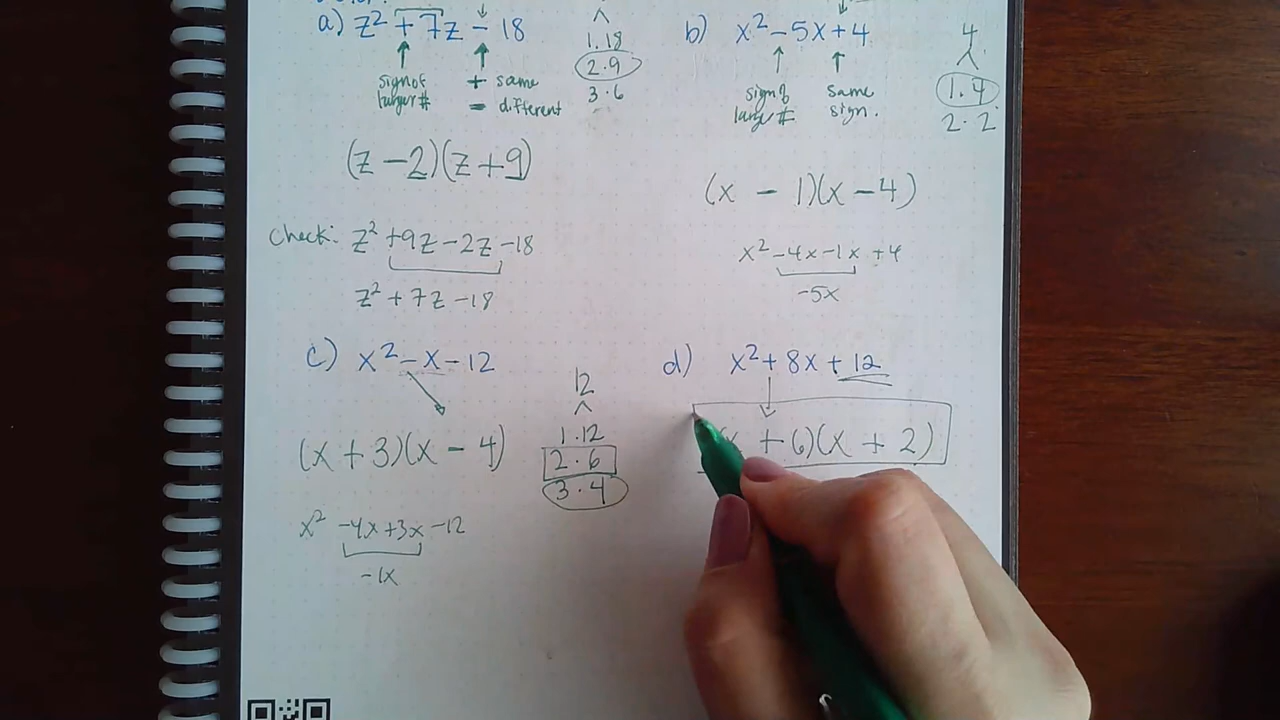 a) z² + 7z - 18
sign of larger #
+ same
- different
1·18
2·9
3·6
(z - 2)(z + 9)
Check: z² + 9z - 2z - 18
z² + 7z - 18
b) x² - 5x + 4
sign of large #
same sign.
4
1·4
2·2
(x - 1)(x - 4)
x² - 4x - 1x + 4
-5x
c) x² - x - 12
12
1·12
2·6
3·4
(x + 3)(x - 4)
x² - 4x + 3x - 12
-1x
d) x² + 8x + 12
(x + 6)(x + 2)